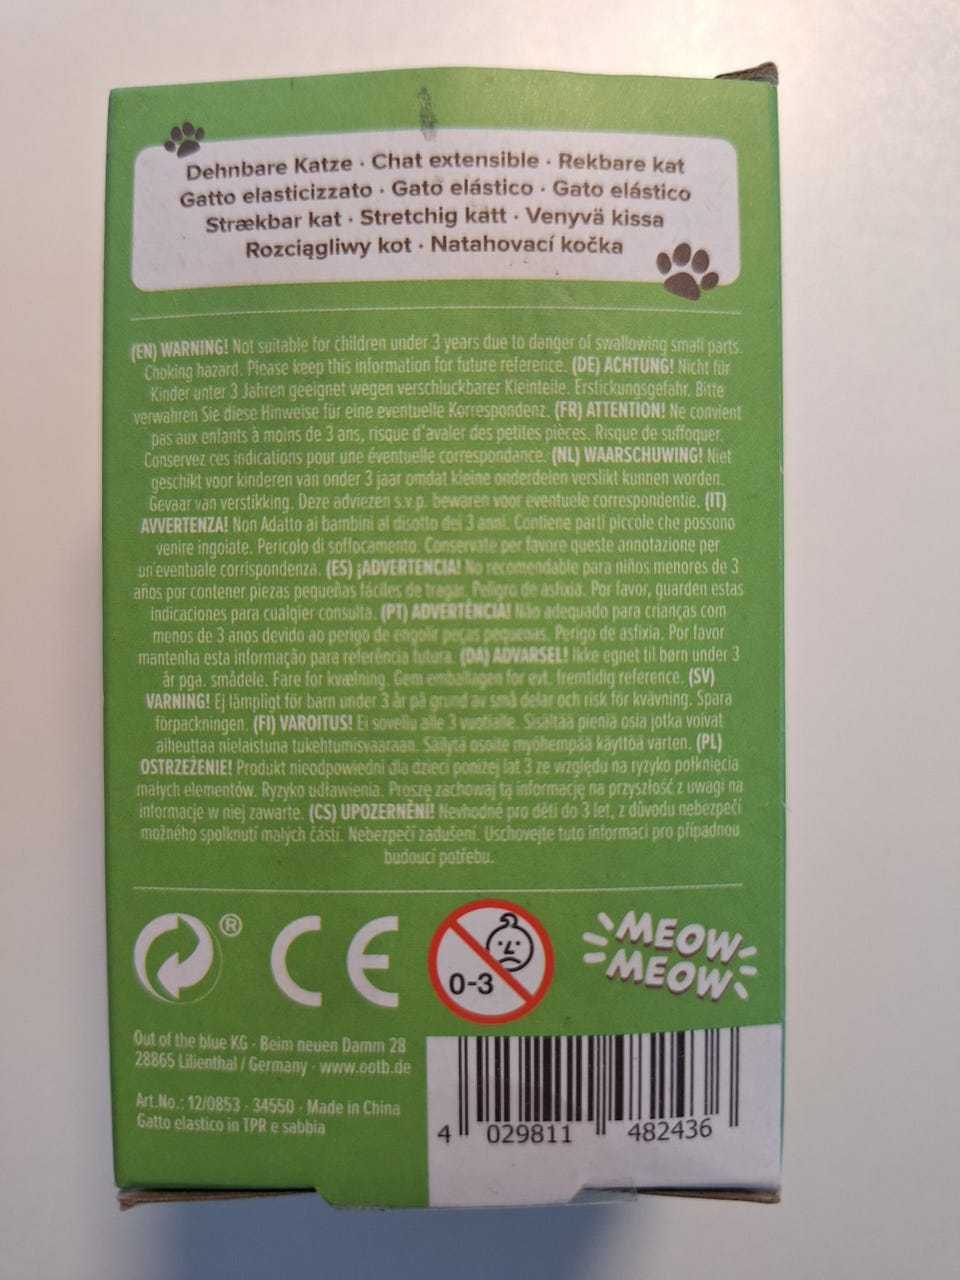 Dehnbare Katze · Chat extensible · Rekbare kat
Gatto elasticizzato · Gato elástico · Gato elástico
Strækbar kat · Stretchig katt · Venyvä kissa
Rozciągliwy kot · Natahovací kočka
(EN) WARNING! Not suitable for children under 3 years due to danger of swallowing small parts.
Choking hazard. Please keep this information for future reference. (DE) ACHTUNG! Nicht für
Kinder unter 3 Jahren geeignet wegen verschluckbarer Kleinteile. Erstickungsgefahr. Bitte
verwahren Sie diese Hinweise für eine eventuelle Korrespondenz. (FR) ATTENTION! Ne convient
pas aux enfants à moins de 3 ans, risque d'avaler des petites pièces. Risque de suffoquer.
Conservez ces indications pour une éventuelle correspondance. (NL) WAARSCHUWING! Niet
geschikt voor kinderen van onder 3 jaar omdat kleine onderdelen verslikt kunnen worden.
Gevaar van verstikking. Deze adviezen s.v.p. bewaren voor eventuele correspondentie. (IT)
AVVERTENZA! Non Adatto ai bambini al disotto dei 3 anni. Contiene parti piccole che possono
venire ingoiate. Pericolo di soffocamento. Conservate per favore queste annotazione per
un'eventuale corrispondenza. (ES) ¡ADVERTENCIA! No recomendable para niños menores de 3
años por contener piezas pequeñas fáciles de tragar. Peligro de asfixia. Por favor, guarden estas
indicaciones para cualqier consulta. (PT) ADVERTÊNCIA! Não adequado para crianças com
menos de 3 anos devido ao perigo de engolir peças pequenas. Perigo de asfixia. Por favor
mantenha esta informação para referência futura. (DA) ADVARSEL! Ikke egnet til børn under 3
år pga. smådele. Fare for kvælning. Gem emballagen for evt. fremtidig reference. (SV)
VARNING! Ej lämpligt för barn under 3 år på grund av små delar och risk för kvävning. Spara
förpackningen. (FI) VAROITUS! Ei sovellu alle 3 vuotialle. Sisältää pieniä osia jotka voivat
aiheuttaa nielaistuna tukehtumisvaaraan. Säilytä osoite myöhempää käyttöä varten. (PL)
OSTRZEŻENIE! Produkt nieodpowiedni dla dzieci poniżej lat 3 ze względu na ryzyko połknięcia
małych elementów. Ryzyko udławienia. Proszę zachowaj tą informację na przyszłość z uwagi na
informacje w niej zawarte. (CS) UPOZERNĚNÍ! Nevhodné pro děti do 3 let, z důvodu nebezpečí
možného spolknutí malých částí. Nebezpečí zadušení. Uschovejte tuto informaci pro případnou
budoucí potřebu.
®
CE
0-3
MEOW
MEOW
Out of the blue KG · Beim neuen Damm 28
28865 Lilienthal / Germany · www.ootb.de
Art.No.: 12/0853 · 34550 · Made in China
Gatto elastico in TPR e sabbia
4 029811 482436